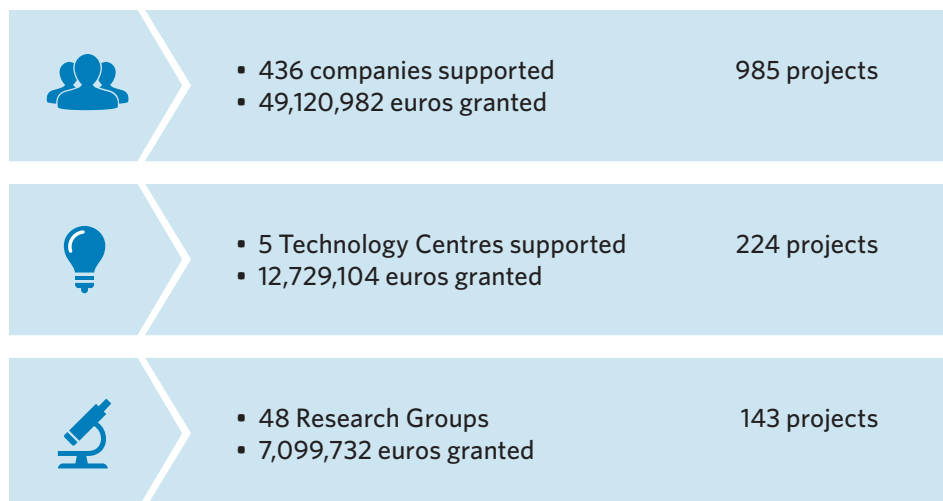 • 436 companies supported 985 projects
• 49,120,982 euros granted
• 5 Technology Centres supported 224 projects
• 12,729,104 euros granted
• 48 Research Groups 143 projects
• 7,099,732 euros granted